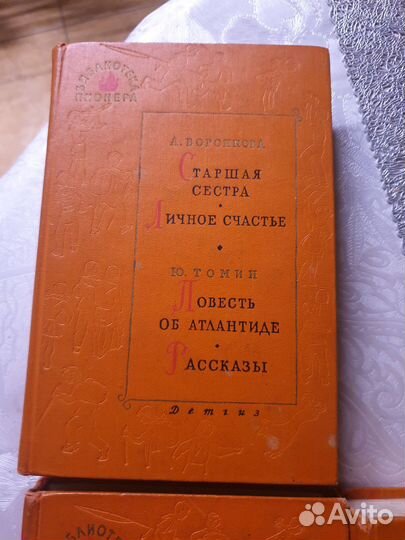 БИБЛИОТЕКА
ПИОНЕРА
Л. ВОРОНКОВА
СТАРШАЯ
СЕСТРА
ЛИЧНОЕ СЧАСТЬЕ
Ю. ТОМИН
ПОВЕСТЬ
ОБ АТЛАНТИДЕ
РАССКАЗЫ
Детгиз
Avito